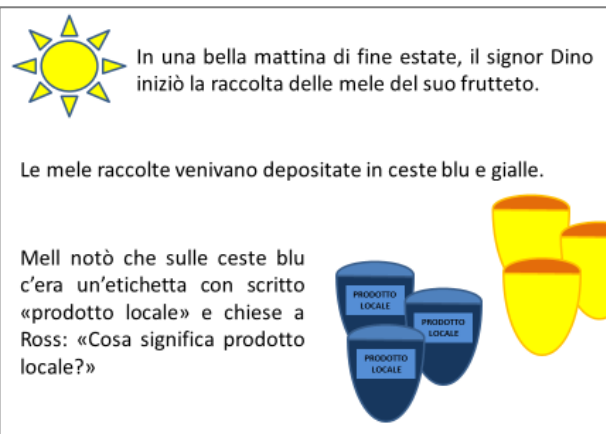 In una bella mattina di fine estate, il signor Dino
iniziò la raccolta delle mele del suo frutteto.
Le mele raccolte venivano depositate in ceste blu e gialle.
Mell notò che sulle ceste blu
c'era un'etichetta con scritto
«prodotto locale» e chiese a
Ross: «Cosa significa prodotto
locale?»
PRODOTTO
LOCALE
PRODOTTO
LOCALE
PRODOTTO
LOCALE